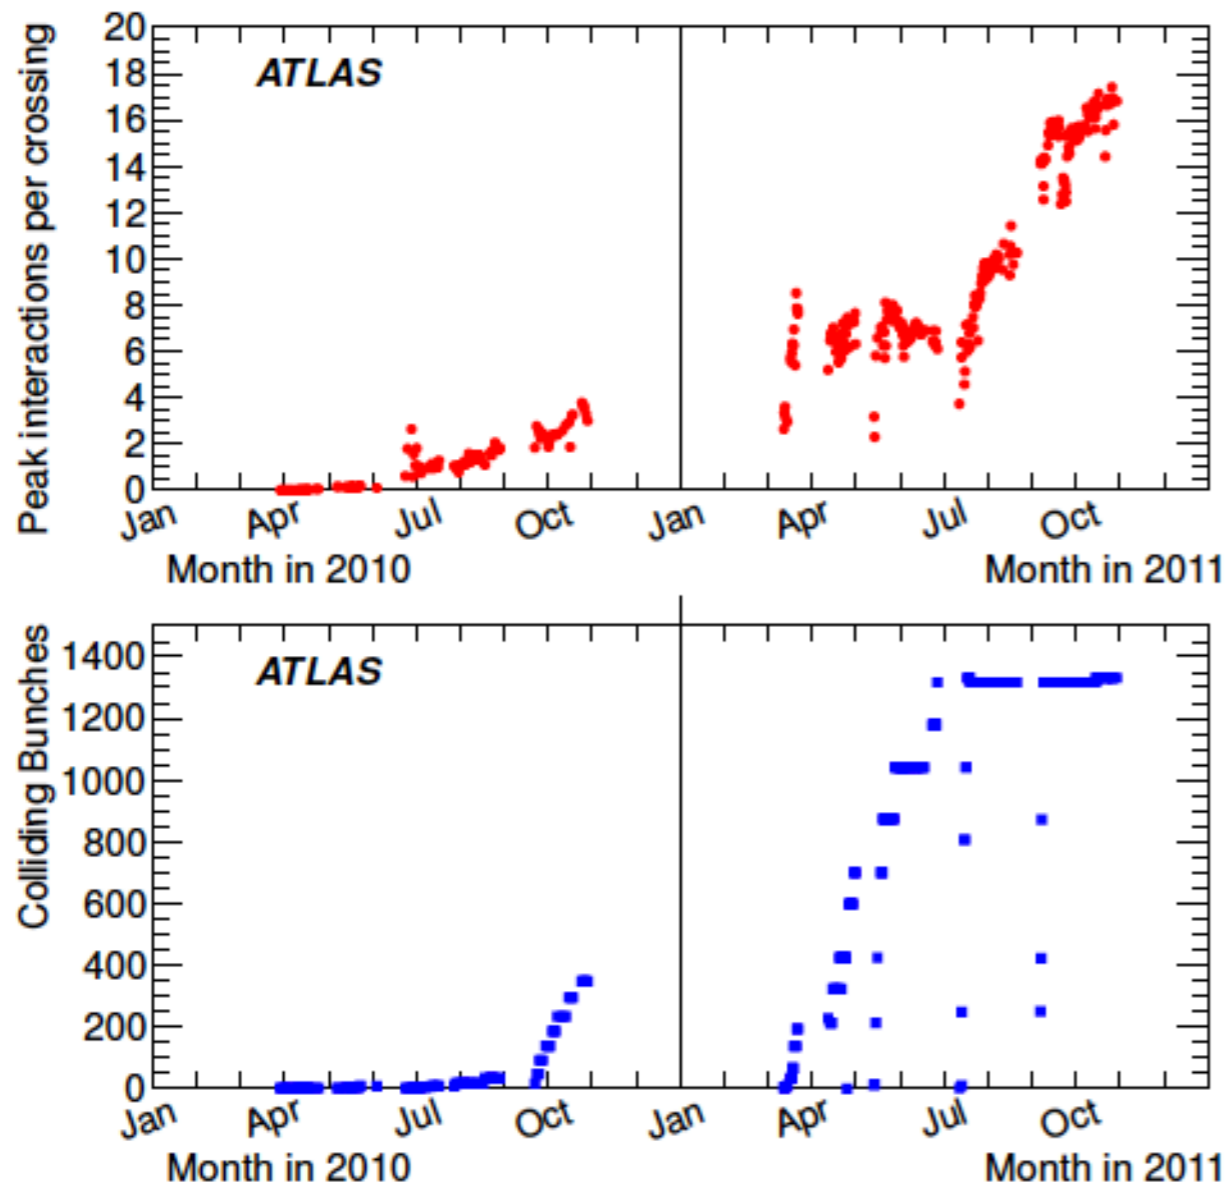 Peak interactions per crossing
ATLAS
20
18
16
14
12
10
8
6
4
2
0
Jan Apr Jul Oct Jan Apr Jul Oct
Month in 2010 Month in 2011
Colliding Bunches
ATLAS
1400
1200
1000
800
600
400
200
0
Jan Apr Jul Oct Jan Apr Jul Oct
Month in 2010 Month in 2011